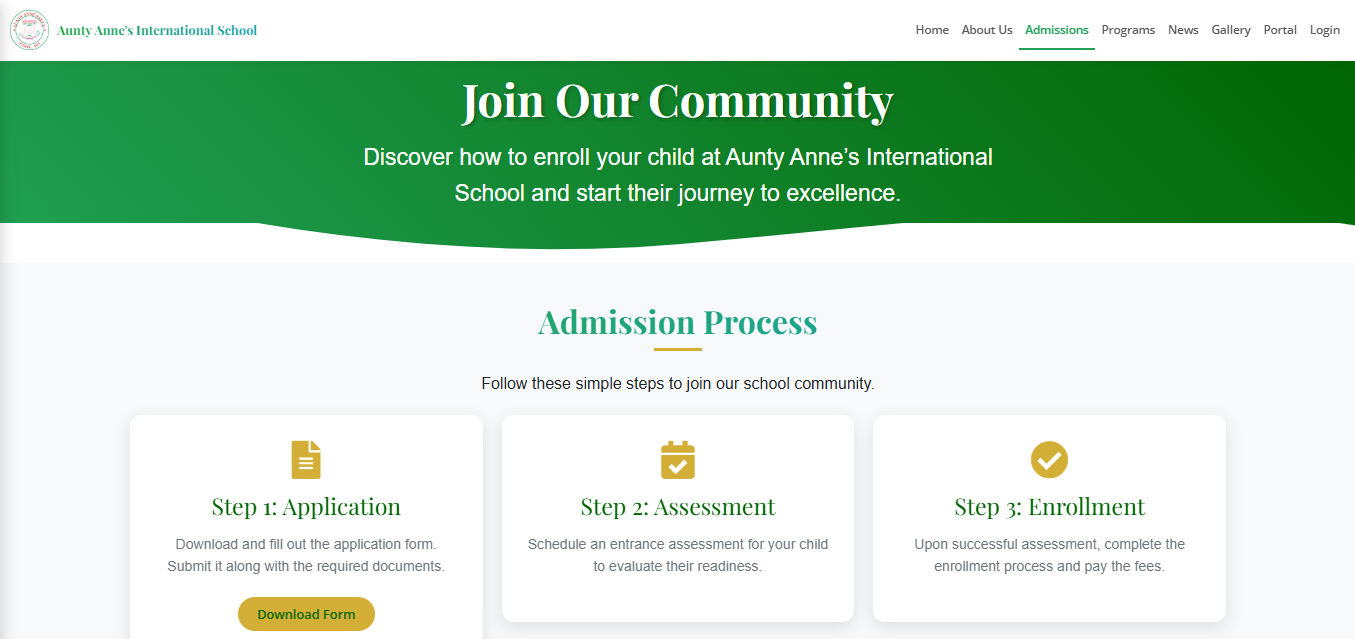 Aunty Anne's International School
Home About Us Admissions Programs News Gallery Portal Login
Join Our Community
Discover how to enroll your child at Aunty Anne's International
School and start their journey to excellence.
Admission Process
Follow these simple steps to join our school community.
Step 1: Application
Download and fill out the application form.
Submit it along with the required documents.
Download Form
Step 2: Assessment
Schedule an entrance assessment for your child
to evaluate their readiness.
Step 3: Enrollment
Upon successful assessment, complete the
enrollment process and pay the fees.